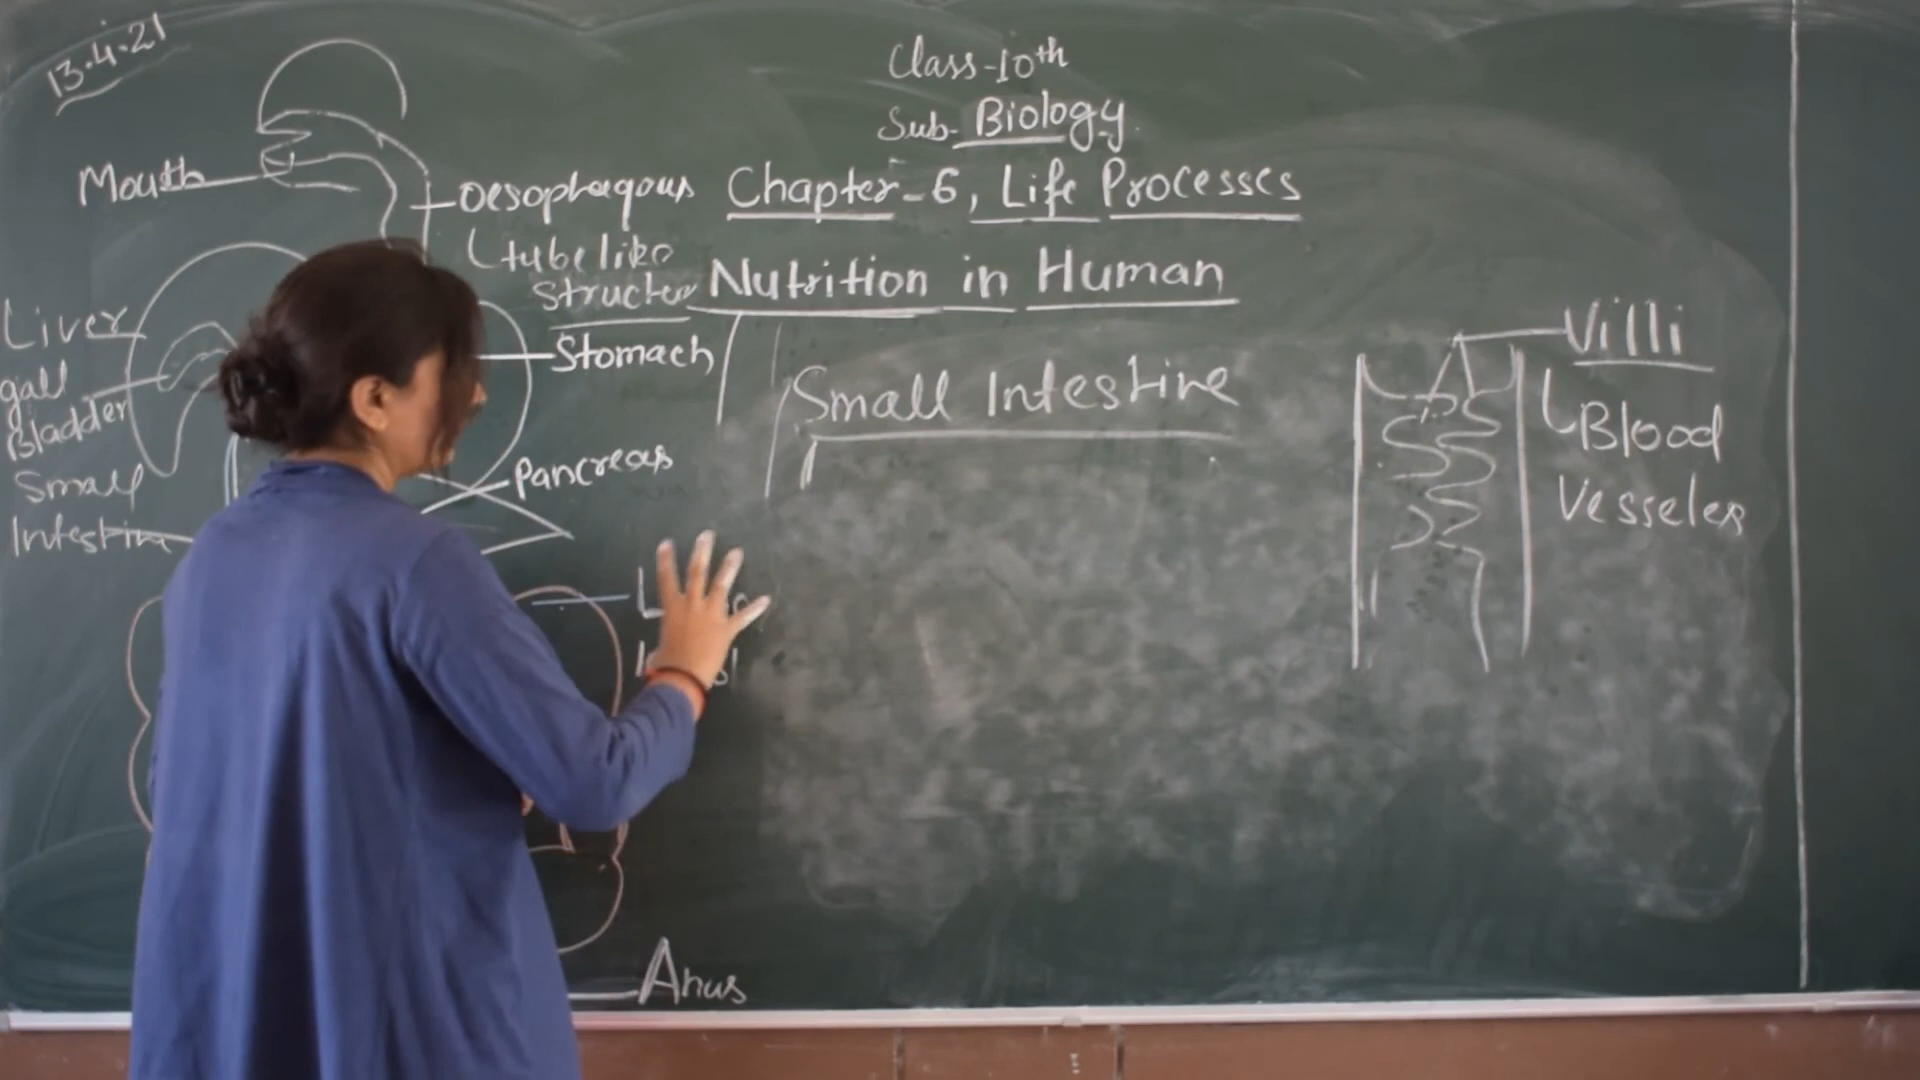 13.4.21
Class-10th
Sub- Biology
Chapter-6, Life Processes
Nutrition in Human
Mouth
Oesophagous
tube like
Structure
Liver
gall
Bladder
Stomach
Small
Intestine
Pancreas
Anus
Small Intestine
Villi
Blood
Vesseles